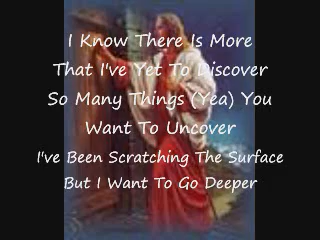 I Know There Is More
That I've Yet To Discover
So Many Things (Yea) You
Want To Uncover
I've Been Scratching The Surface
But I Want To Go Deeper